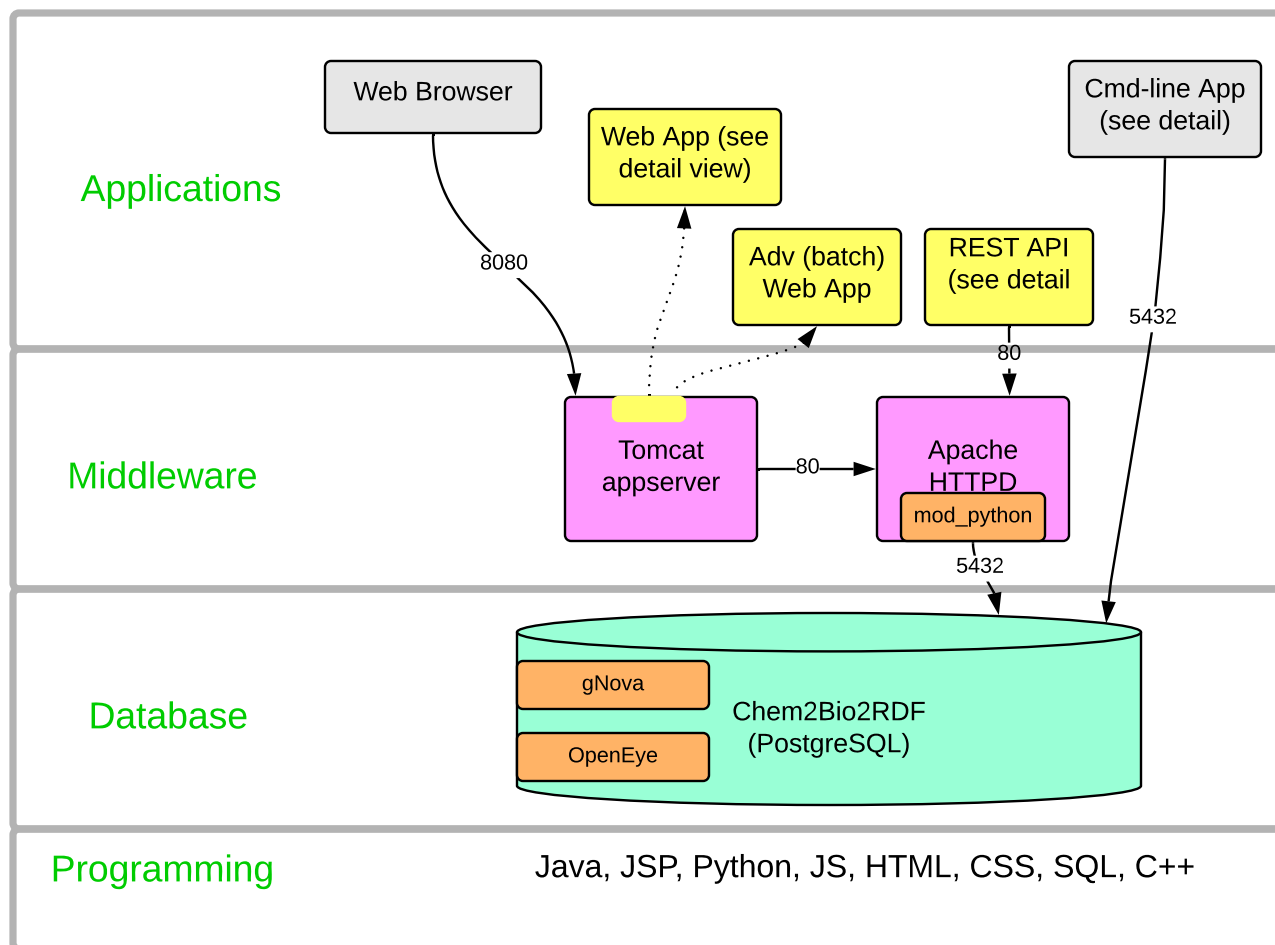 Web Browser
Cmd-line App
(see detail)
Web App (see
detail view)
Applications
Adv (batch)
Web App
REST API
(see detail
8080
5432
80
Middleware
Tomcat
appserver
80
Apache
HTTPD
mod_python
5432
Database
gNova
OpenEye
Chem2Bio2RDF
(PostgreSQL)
Programming
Java, JSP, Python, JS, HTML, CSS, SQL, C++